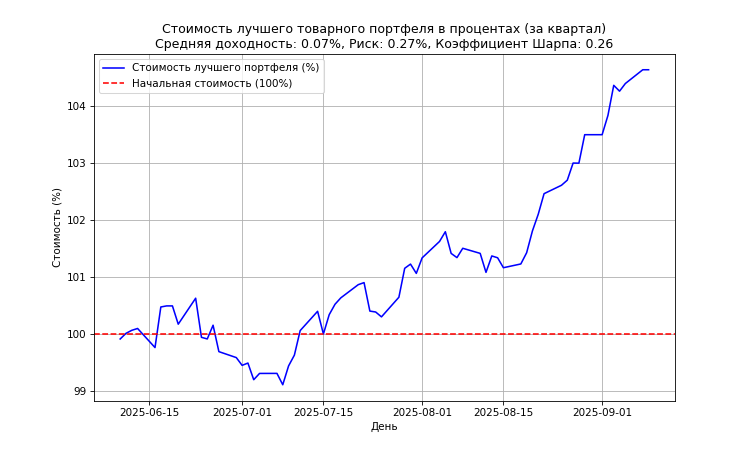 Стоимость лучшего товарного портфеля в процентах (за квартал)
Средняя доходность: 0.07%, Риск: 0.27%, Коэффициент Шарпа: 0.26
Стоимость лучшего портфеля (%)
Начальная стоимость (100%)
Стоимость (%)
104
103
102
101
100
99
2025-06-15
2025-07-01
2025-07-15
2025-08-01
2025-08-15
2025-09-01
День